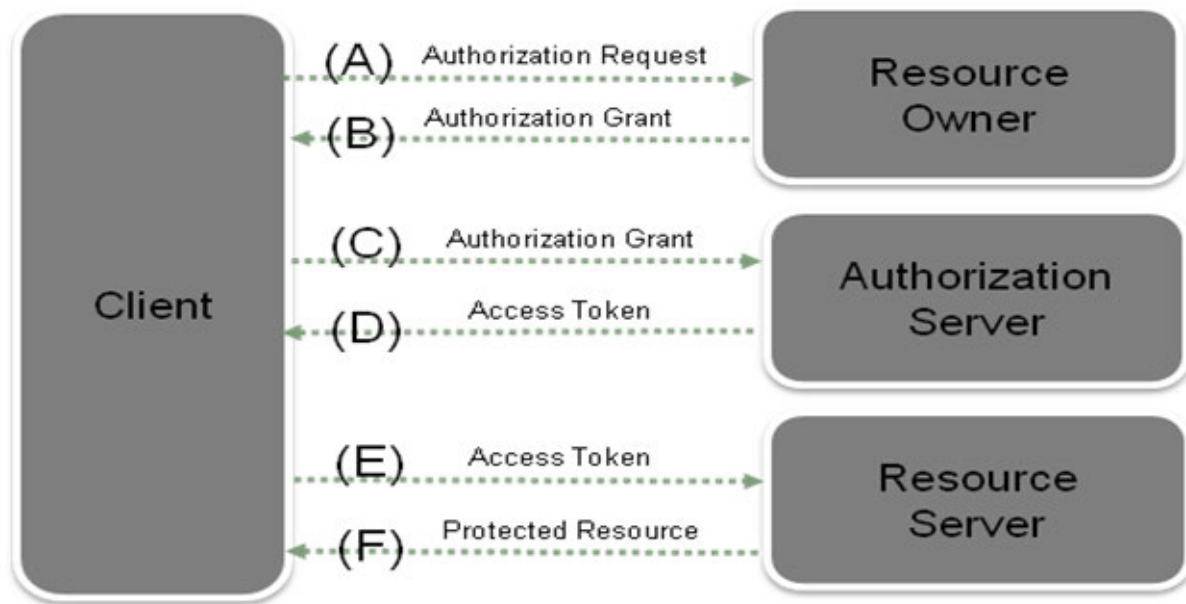 (A) Authorization Request
Resource
Owner
(B) Authorization Grant
(C) Authorization Grant
Authorization
Server
Client
(D) Access Token
(E) Access Token
Resource
Server
(F) Protected Resource